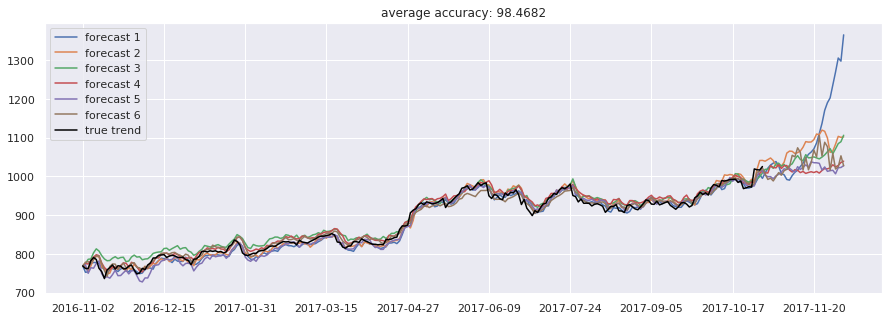 average accuracy: 98.4682
forecast 1
forecast 2
forecast 3
forecast 4
forecast 5
forecast 6
true trend
1300
1200
1100
1000
900
800
700
2016-11-02 2016-12-15 2017-01-31 2017-03-15 2017-04-27 2017-06-09 2017-07-24 2017-09-05 2017-10-17 2017-11-20